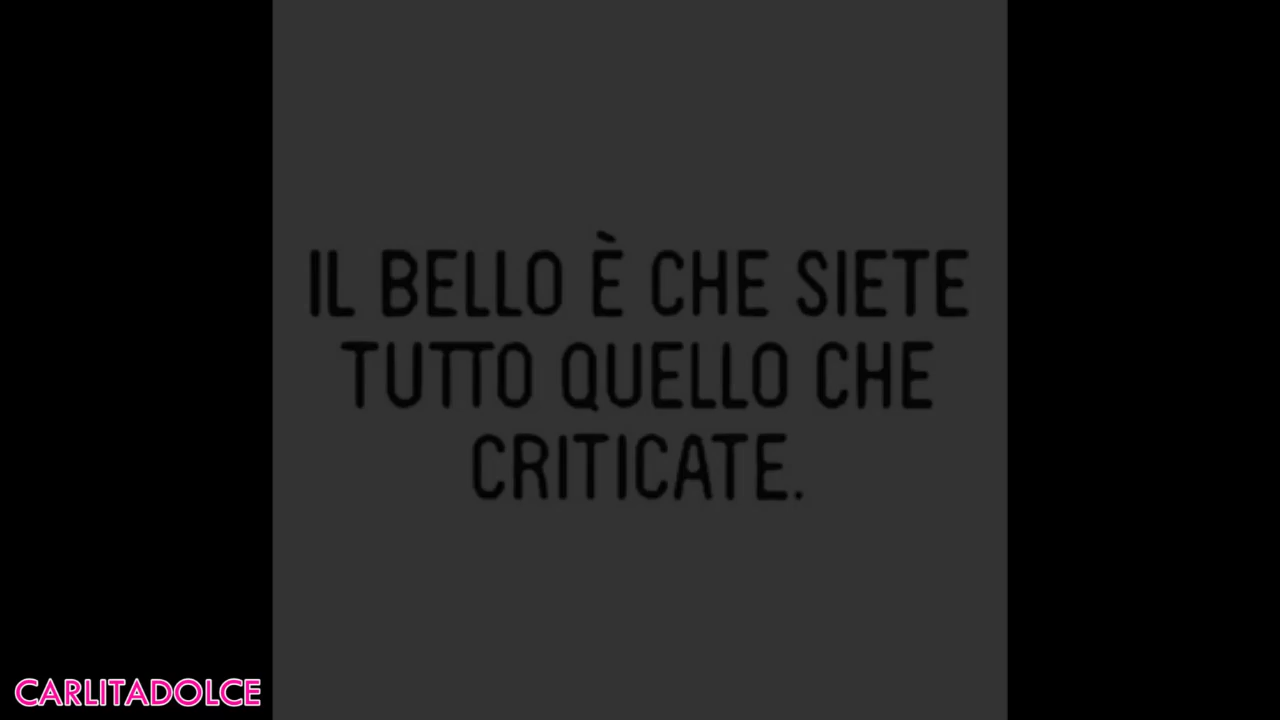 IL BELLO È CHE SIETE
TUTTO QUELLO CHE
CRITICATE.
CARLITADOLCE